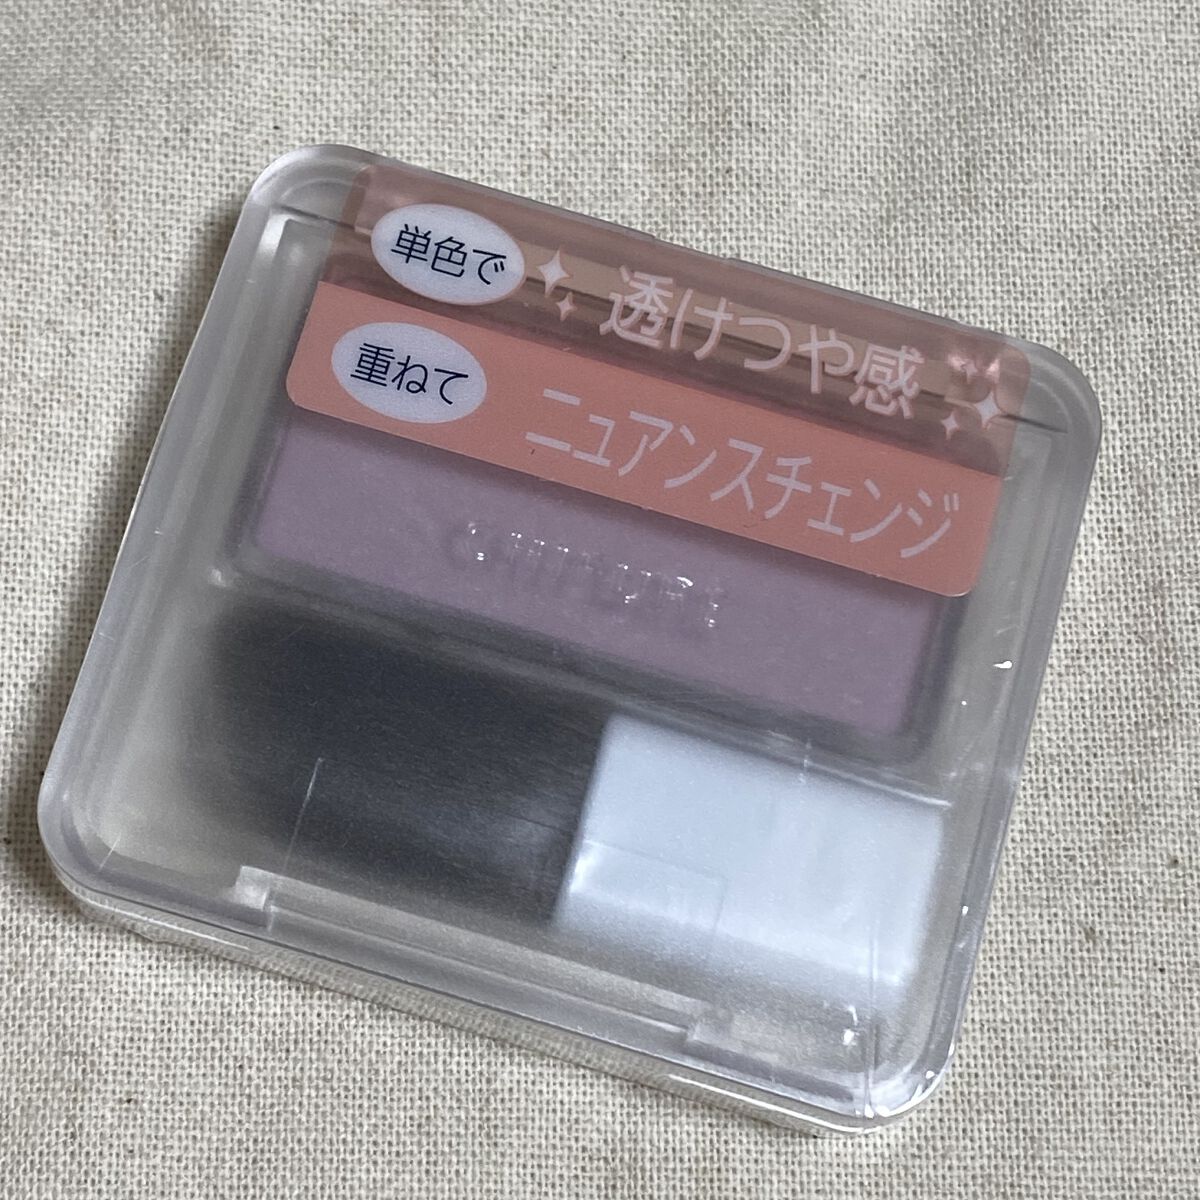 単色で 透けつや感
重ねて ニュアンスチェンジ
canmake